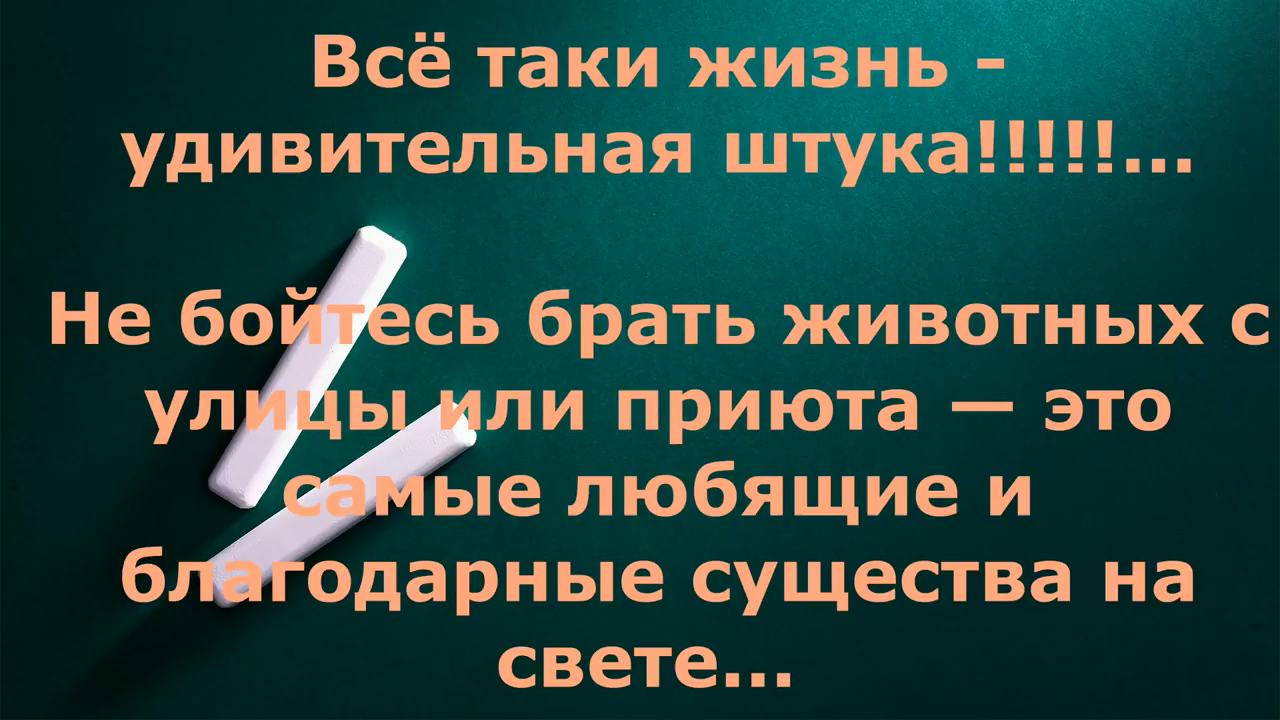 Всё таки жизнь -
удивительная штука!!!!!...
Не бойтесь брать животных с
улицы или приюта — это
самые любящие и
благодарные существа на
свете...